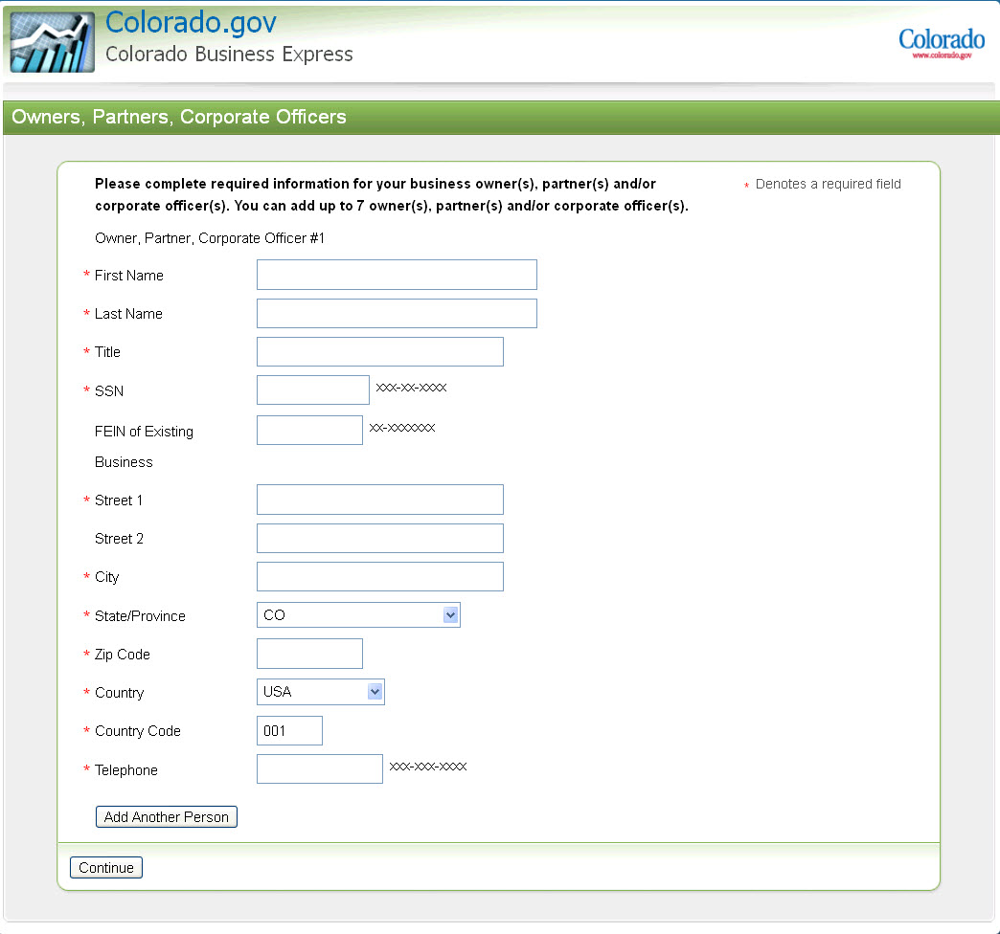 Colorado.gov
Colorado Business Express
Colorado
www.colorado.gov
Owners, Partners, Corporate Officers
Please complete required information for your business owner(s), partner(s) and/or
corporate officer(s). You can add up to 7 owner(s), partner(s) and/or corporate officer(s).
* Denotes a required field
Owner, Partner, Corporate Officer #1
* First Name
* Last Name
* Title
* SSN XXX-XX-XXXX
FEIN of Existing XX-XXXXXXX
Business
* Street 1
Street 2
* City
* State/Province CO
* Zip Code
* Country USA
* Country Code 001
* Telephone XXX-XXX-XXXX
Add Another Person
Continue